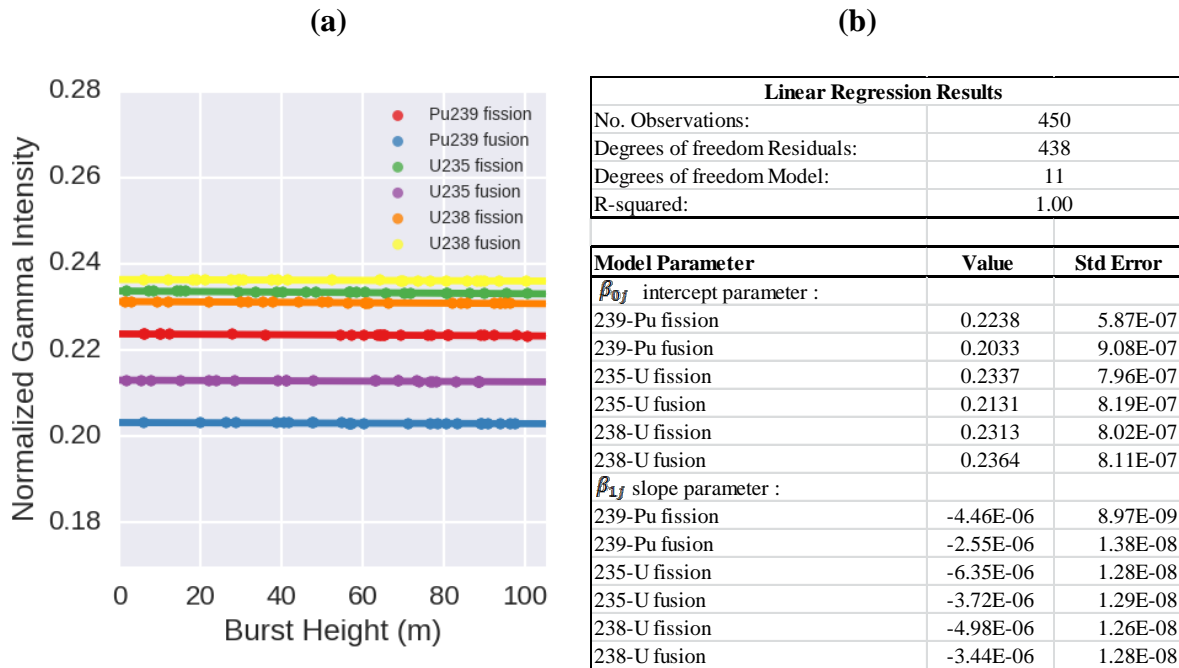 (a)
Normalized Gamma Intensity
0.28
0.26
0.24
0.22
0.20
0.18
Pu239 fission
Pu239 fusion
U235 fission
U235 fusion
U238 fission
U238 fusion
0 20 40 60 80 100
Burst Height (m)
(b)
Linear Regression Results
No. Observations: 450
Degrees of freedom Residuals: 438
Degrees of freedom Model: 11
R-squared: 1.00
Model Parameter Value Std Error
β0j intercept parameter :
239-Pu fission 0.2238 5.87E-07
239-Pu fusion 0.2033 9.08E-07
235-U fission 0.2337 7.96E-07
235-U fusion 0.2131 8.19E-07
238-U fission 0.2313 8.02E-07
238-U fusion 0.2364 8.11E-07
β1j slope parameter :
239-Pu fission -4.46E-06 8.97E-09
239-Pu fusion -2.55E-06 1.38E-08
235-U fission -6.35E-06 1.28E-08
235-U fusion -3.72E-06 1.29E-08
238-U fission -4.98E-06 1.26E-08
238-U fusion -3.44E-06 1.28E-08